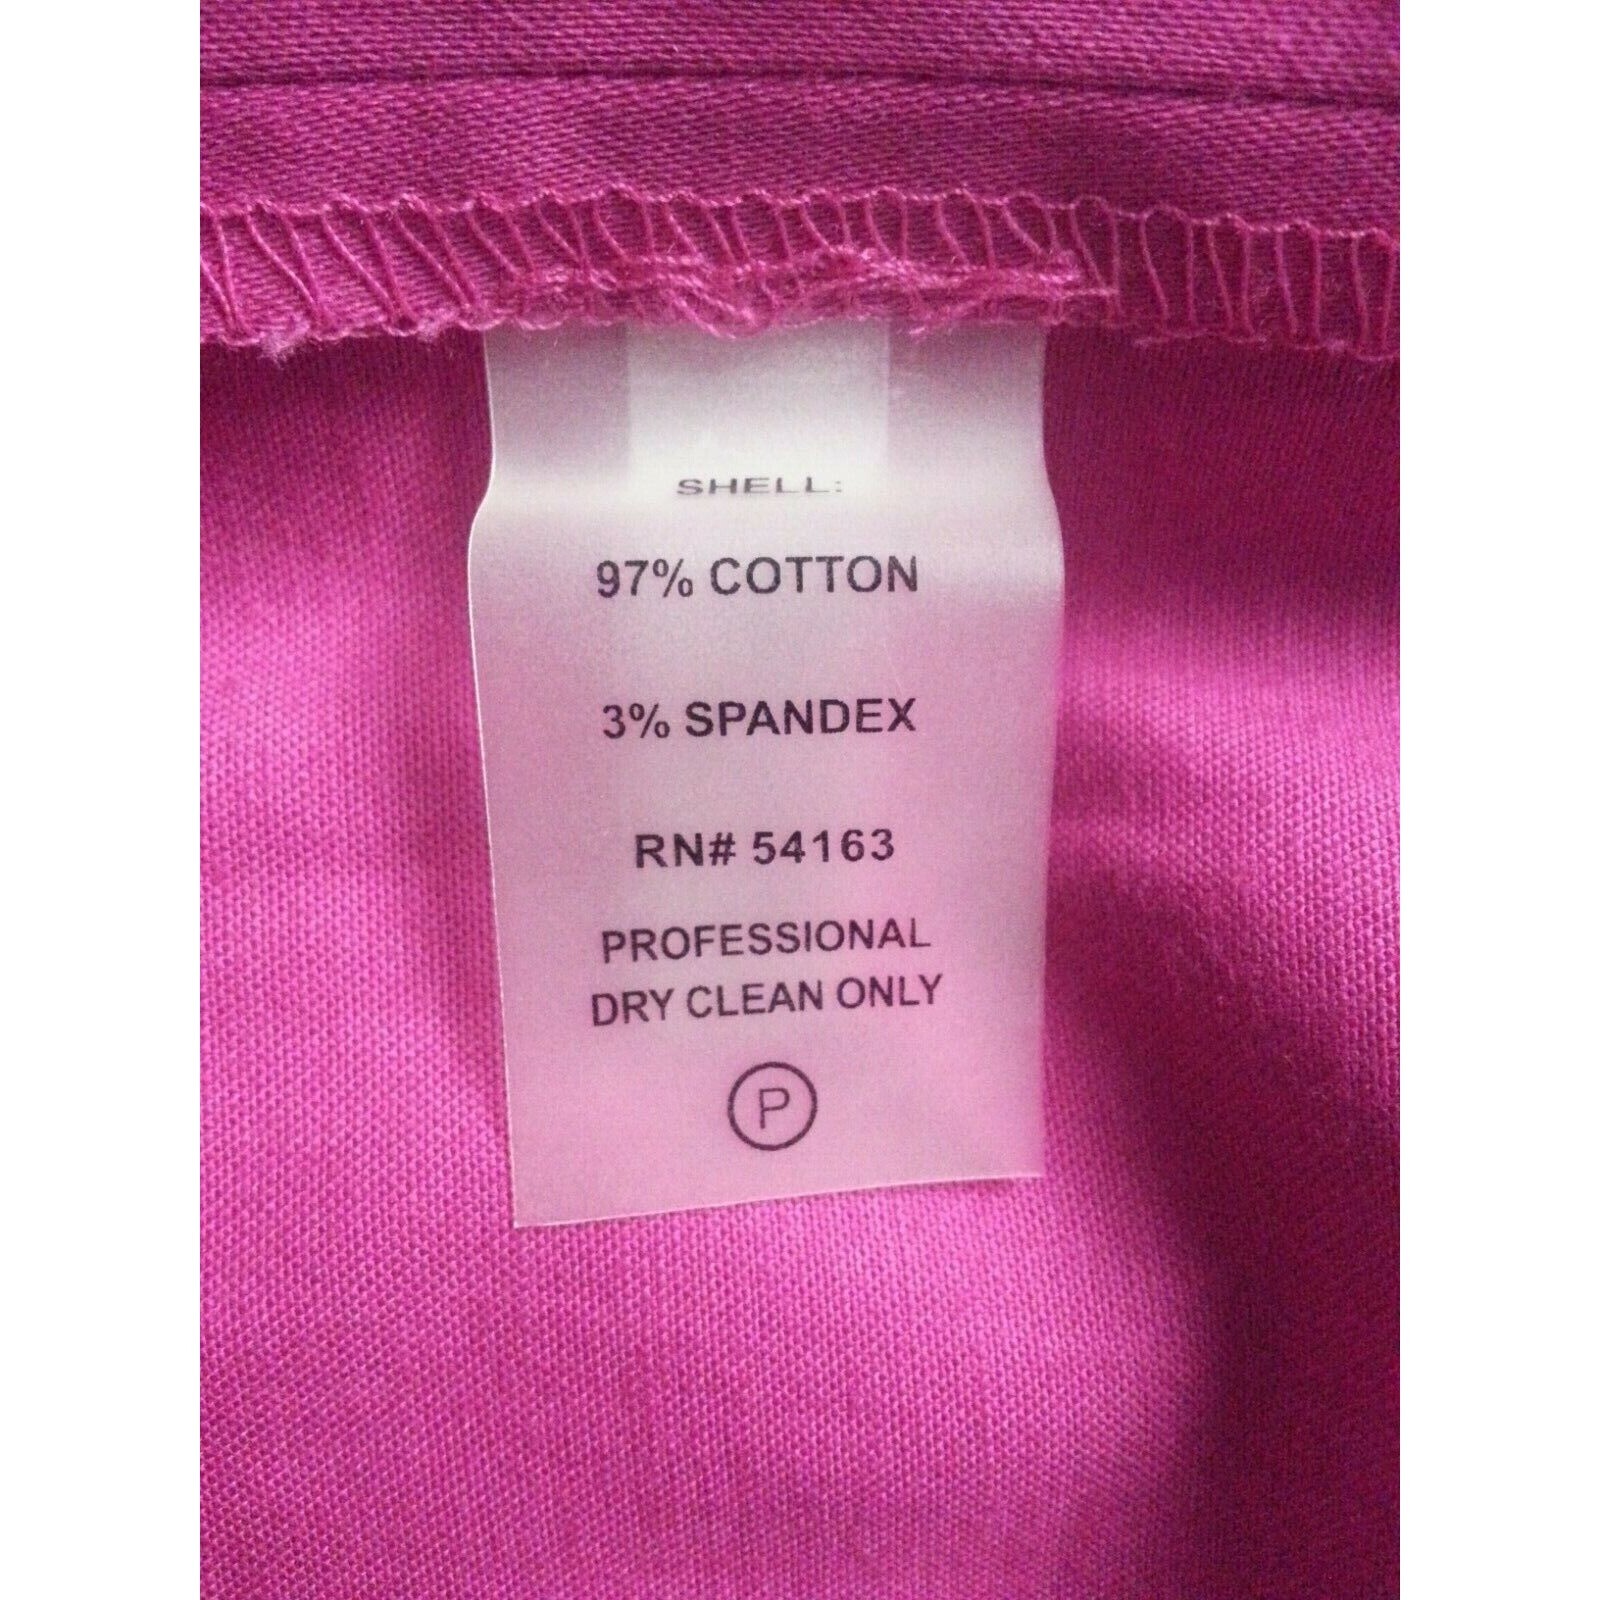 SHELL:
97% COTTON
3% SPANDEX
RN# 54163
PROFESSIONAL
DRY CLEAN ONLY
P